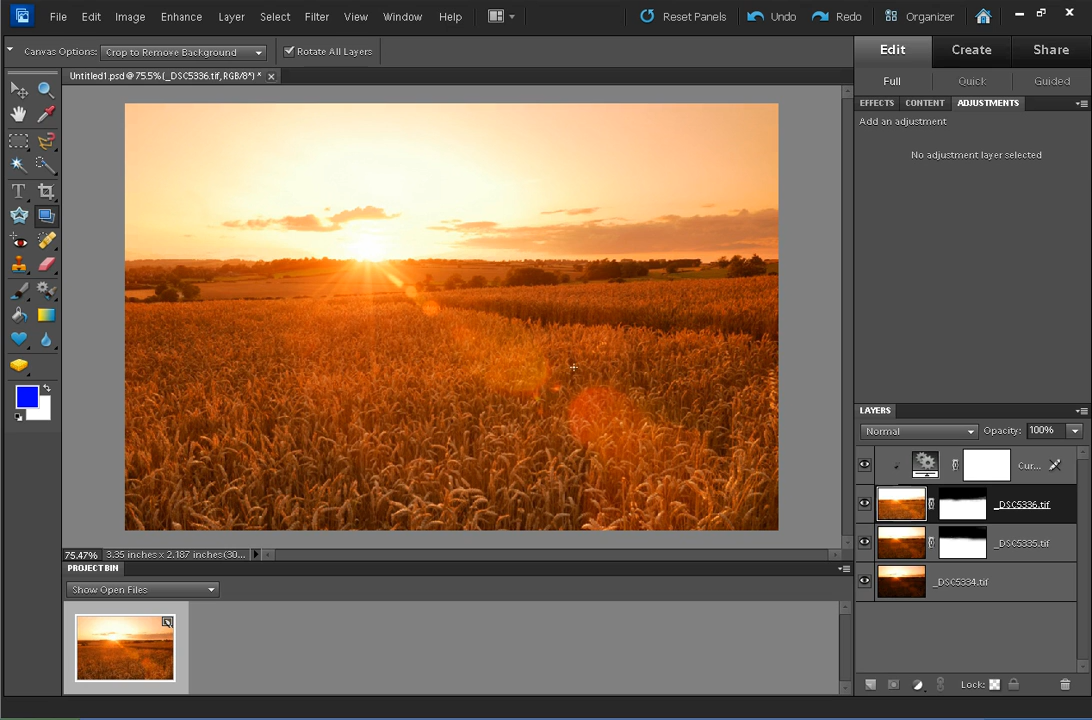 File Edit Image Enhance Layer Select Filter View Window Help Reset Panels Undo Redo Organizer
Canvas Options: Crop to Remove Background Rotate All Layers
Edit Create Share
Untitled1.psd @ 75.5% (_DSC5336.tif, RGB/8*) *
Full Quick Guided
EFFECTS CONTENT ADJUSTMENTS
Add an adjustment
No adjustment layer selected
T
LAYERS
Normal Opacity: 100%
Cur...
_DSC5336.tif
_DSC5335.tif
_DSC5334.tif
75.47% 3.35 inches x 2.187 inches (30...
PROJECT BIN
Show Open Files
Lock: